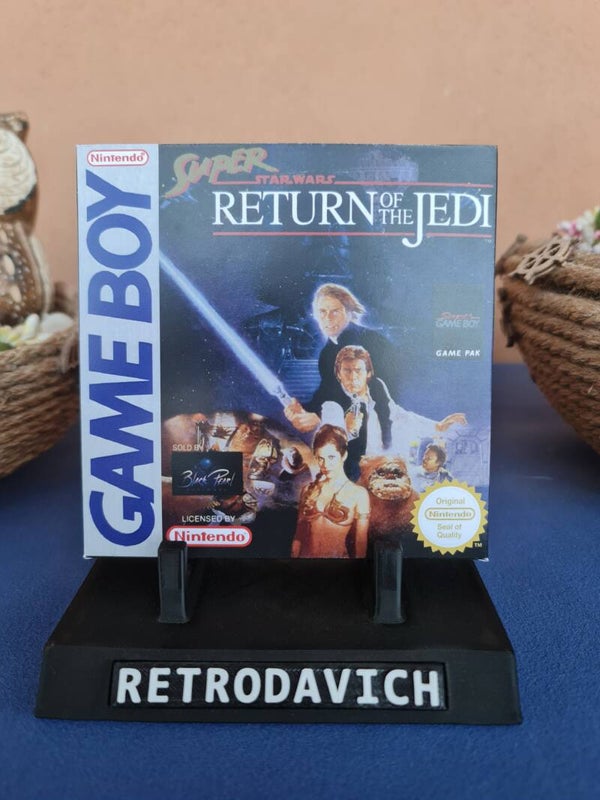 Nintendo®
GAME BOY
SUPER
STAR WARS
RETURN OF THE JEDI
Super
GAME BOY
GAME PAK
SOLD BY
Black Pearl
LICENSED BY
Nintendo
Original
Nintendo
Seal of
Quality
TM
RETRODAVICH